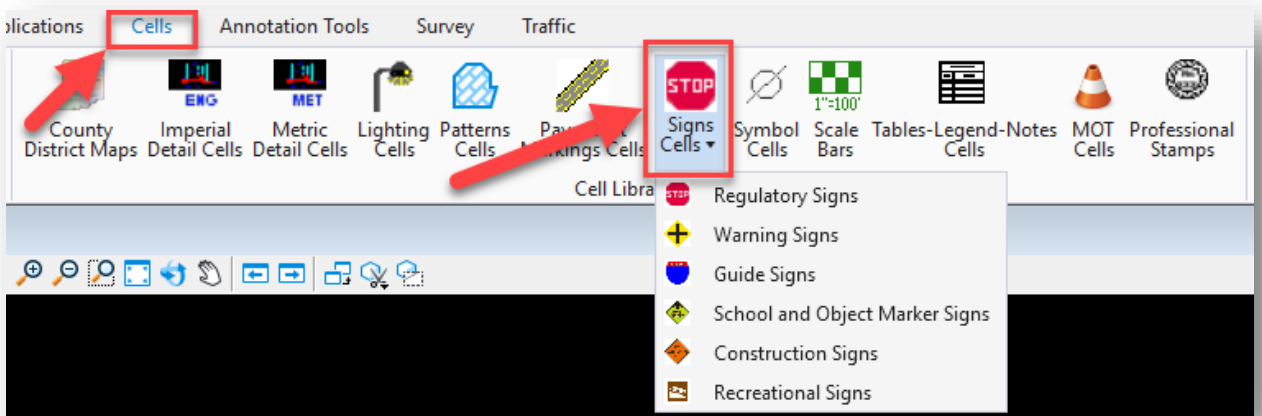 plications Cells Annotation Tools Survey Traffic
ENG MET STOP 1"=100'
County Imperial Metric Lighting Patterns Signs Symbol Scale Tables-Legend-Notes MOT Professional
District Maps Detail Cells Detail Cells Cells Cells Cells Cells Bars Cells Cells Stamps
Cell Libra
STOP Regulatory Signs
Warning Signs
Guide Signs
School and Object Marker Signs
Construction Signs
Recreational Signs